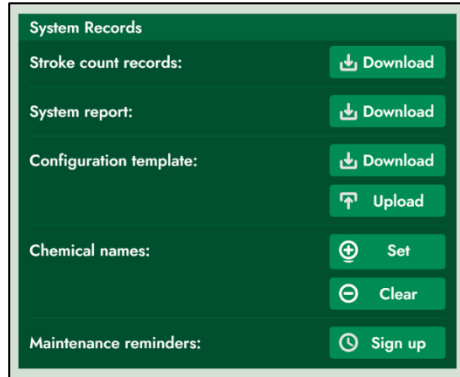 System Records
Stroke count records: Download
System report: Download
Configuration template: Download
Upload
Chemical names: Set
Clear
Maintenance reminders: Sign up